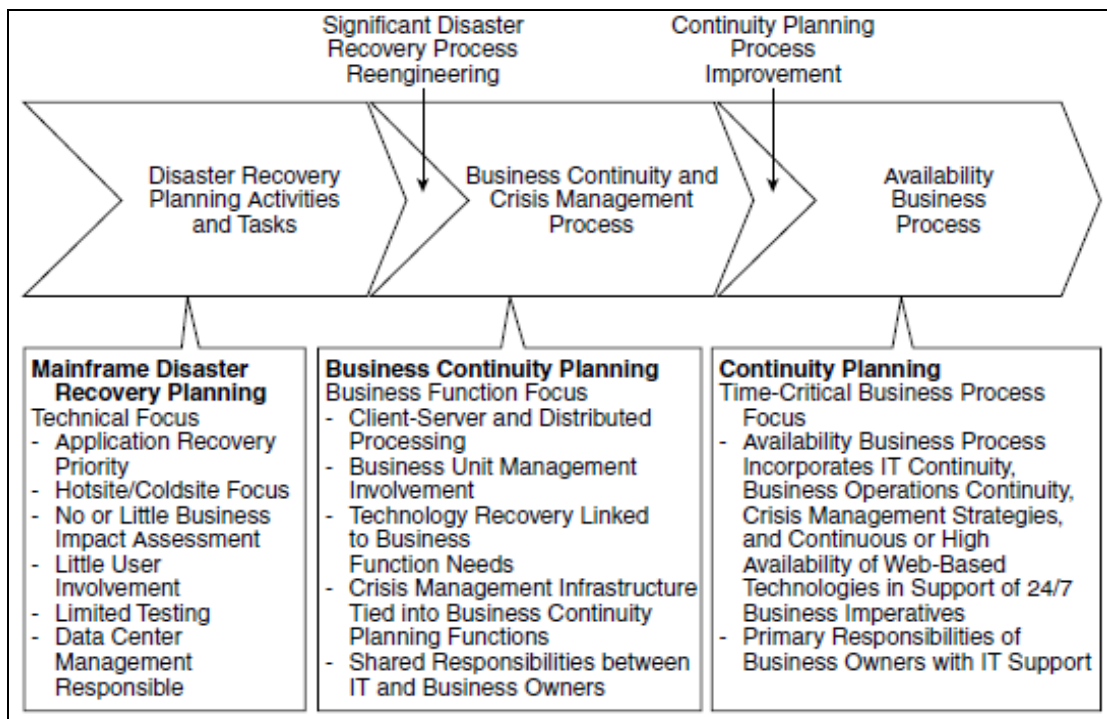 Significant Disaster
Recovery Process
Reengineering
Continuity Planning
Process
Improvement
Disaster Recovery
Planning Activities
and Tasks
Business Continuity and
Crisis Management
Process
Availability
Business
Process
Mainframe Disaster
Recovery Planning
Technical Focus
- Application Recovery
Priority
- Hotsite/Coldsite Focus
- No or Little Business
Impact Assessment
- Little User
Involvement
- Limited Testing
- Data Center
Management
Responsible
Business Continuity Planning
Business Function Focus
- Client-Server and Distributed
Processing
- Business Unit Management
Involvement
- Technology Recovery Linked
to Business
Function Needs
- Crisis Management Infrastructure
Tied into Business Continuity
Planning Functions
- Shared Responsibilities between
IT and Business Owners
Continuity Planning
Time-Critical Business Process
Focus
- Availability Business Process
Incorporates IT Continuity,
Business Operations Continuity,
Crisis Management Strategies,
and Continuous or High
Availability of Web-Based
Technologies in Support of 24/7
Business Imperatives
- Primary Responsibilities of
Business Owners with IT Support